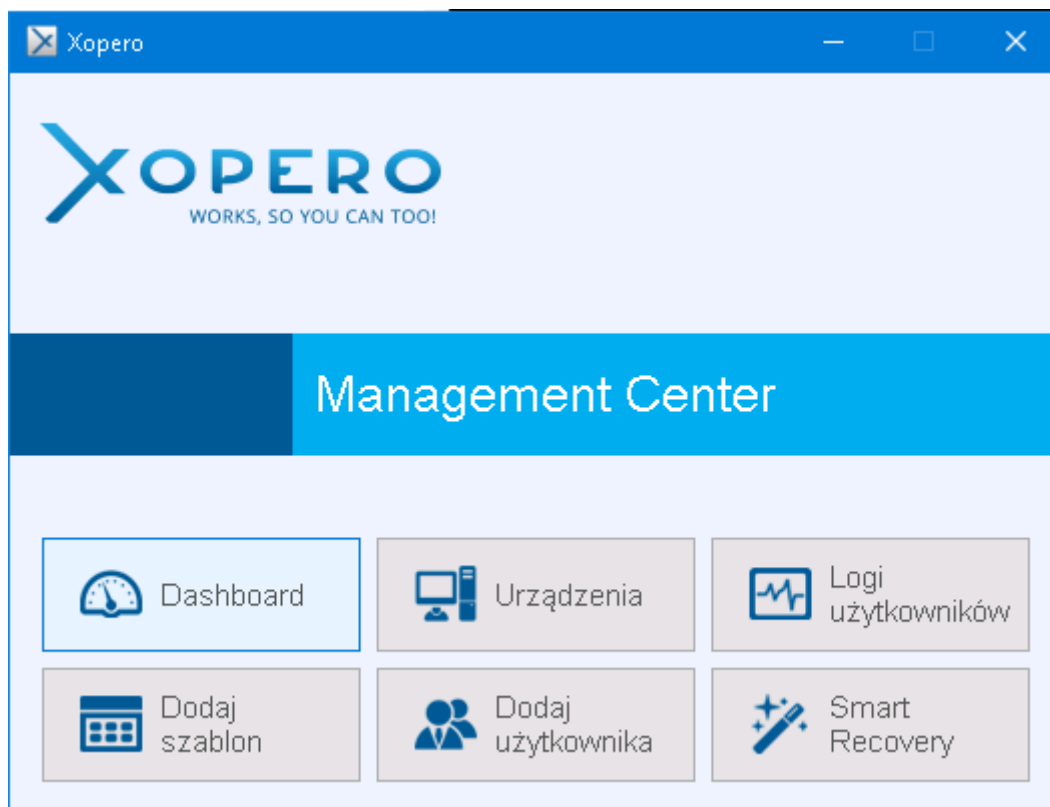 Xopero
XOPERO
WORKS, SO YOU CAN TOO!
Management Center
Dashboard
Urządzenia
Logi
użytkowników
Dodaj
szablon
Dodaj
użytkownika
Smart
Recovery